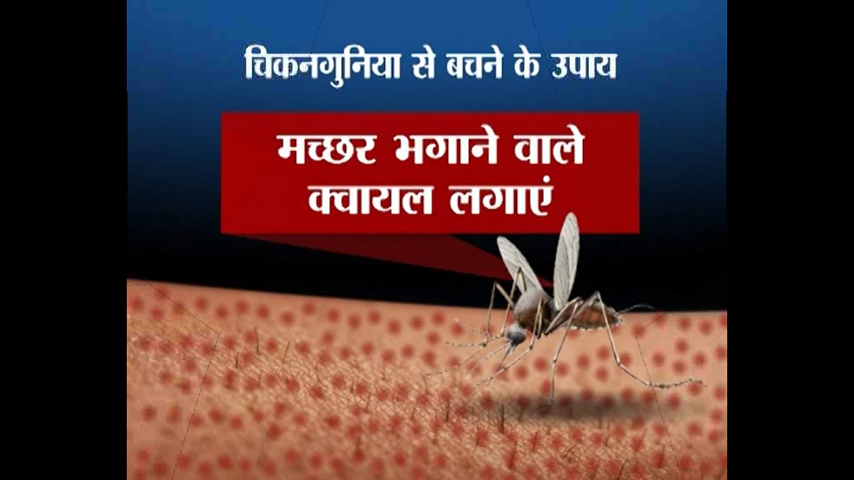 चिकनगुनिया से बचने के उपाय
मच्छर भगाने वाले
क्वायल लगाएं